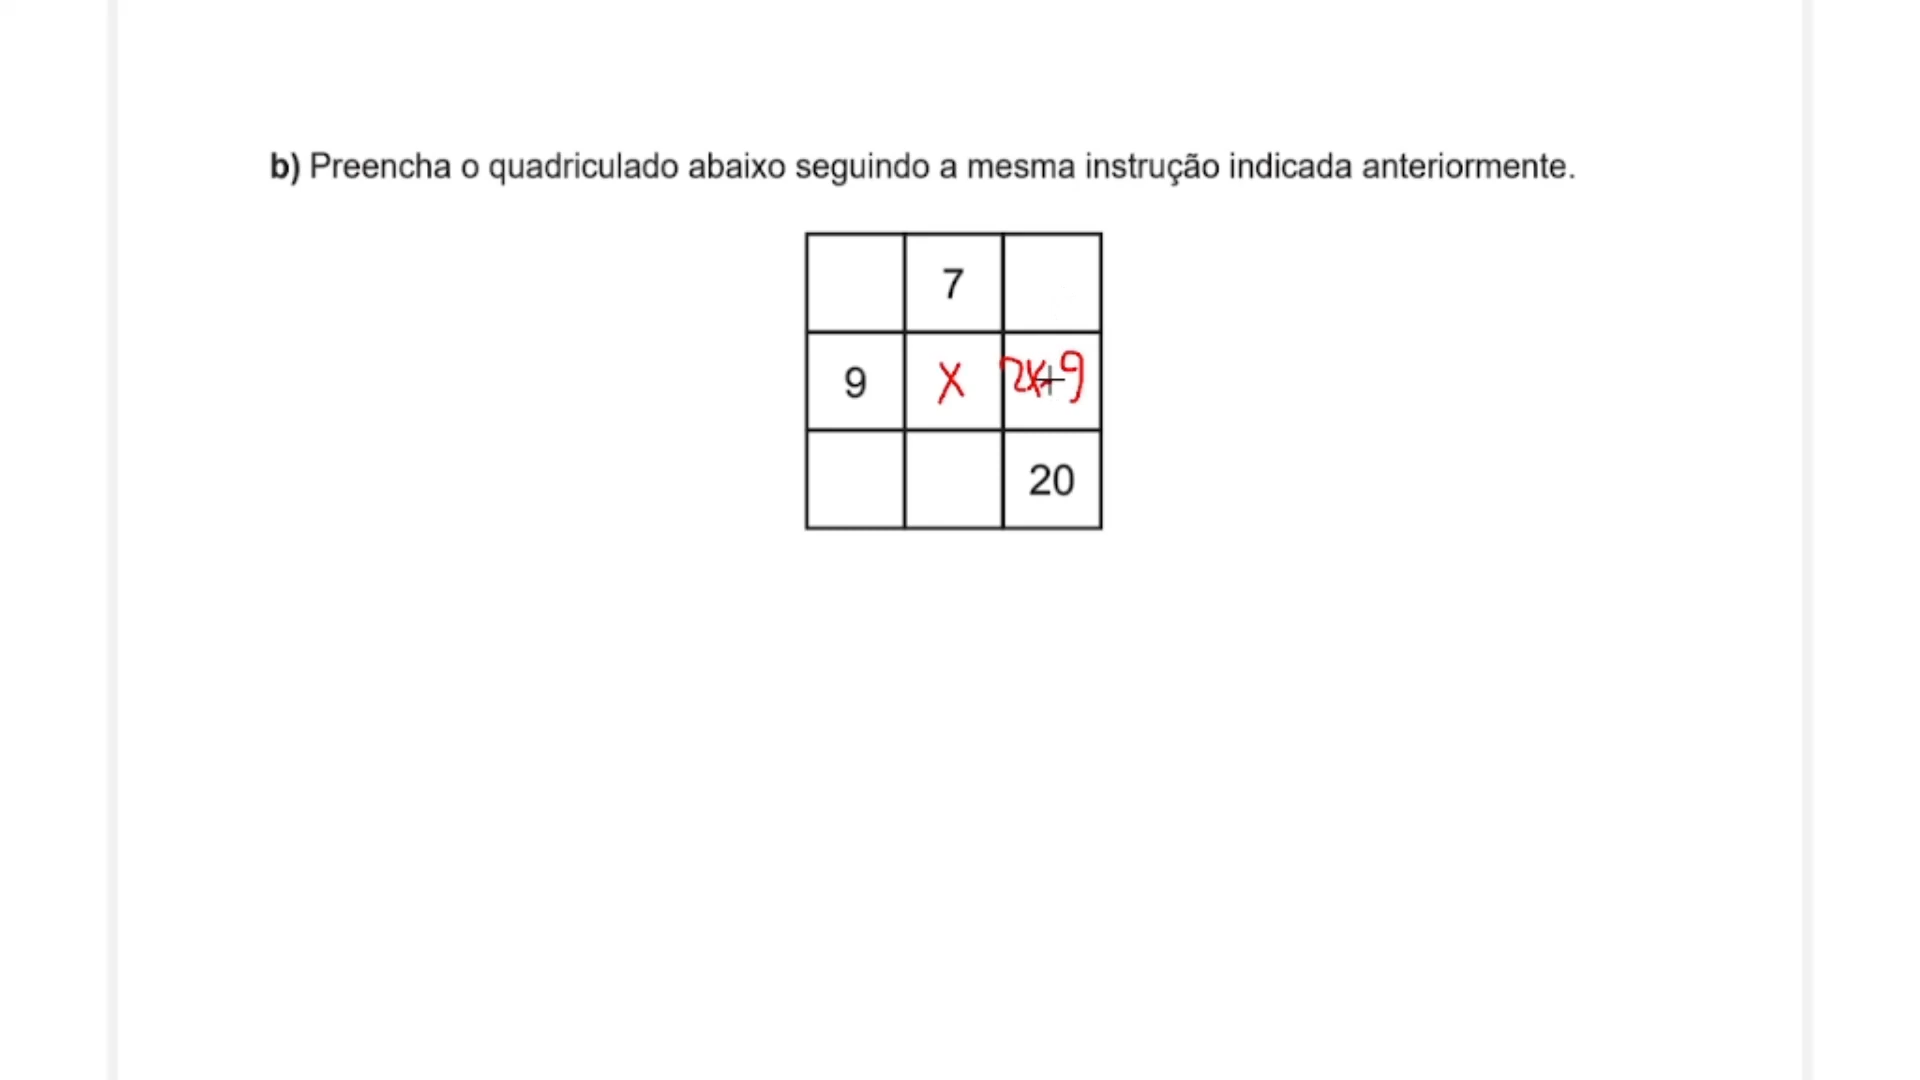 b) Preencha o quadriculado abaixo seguindo a mesma instrução indicada anteriormente.
7
9 x 2x+9
20